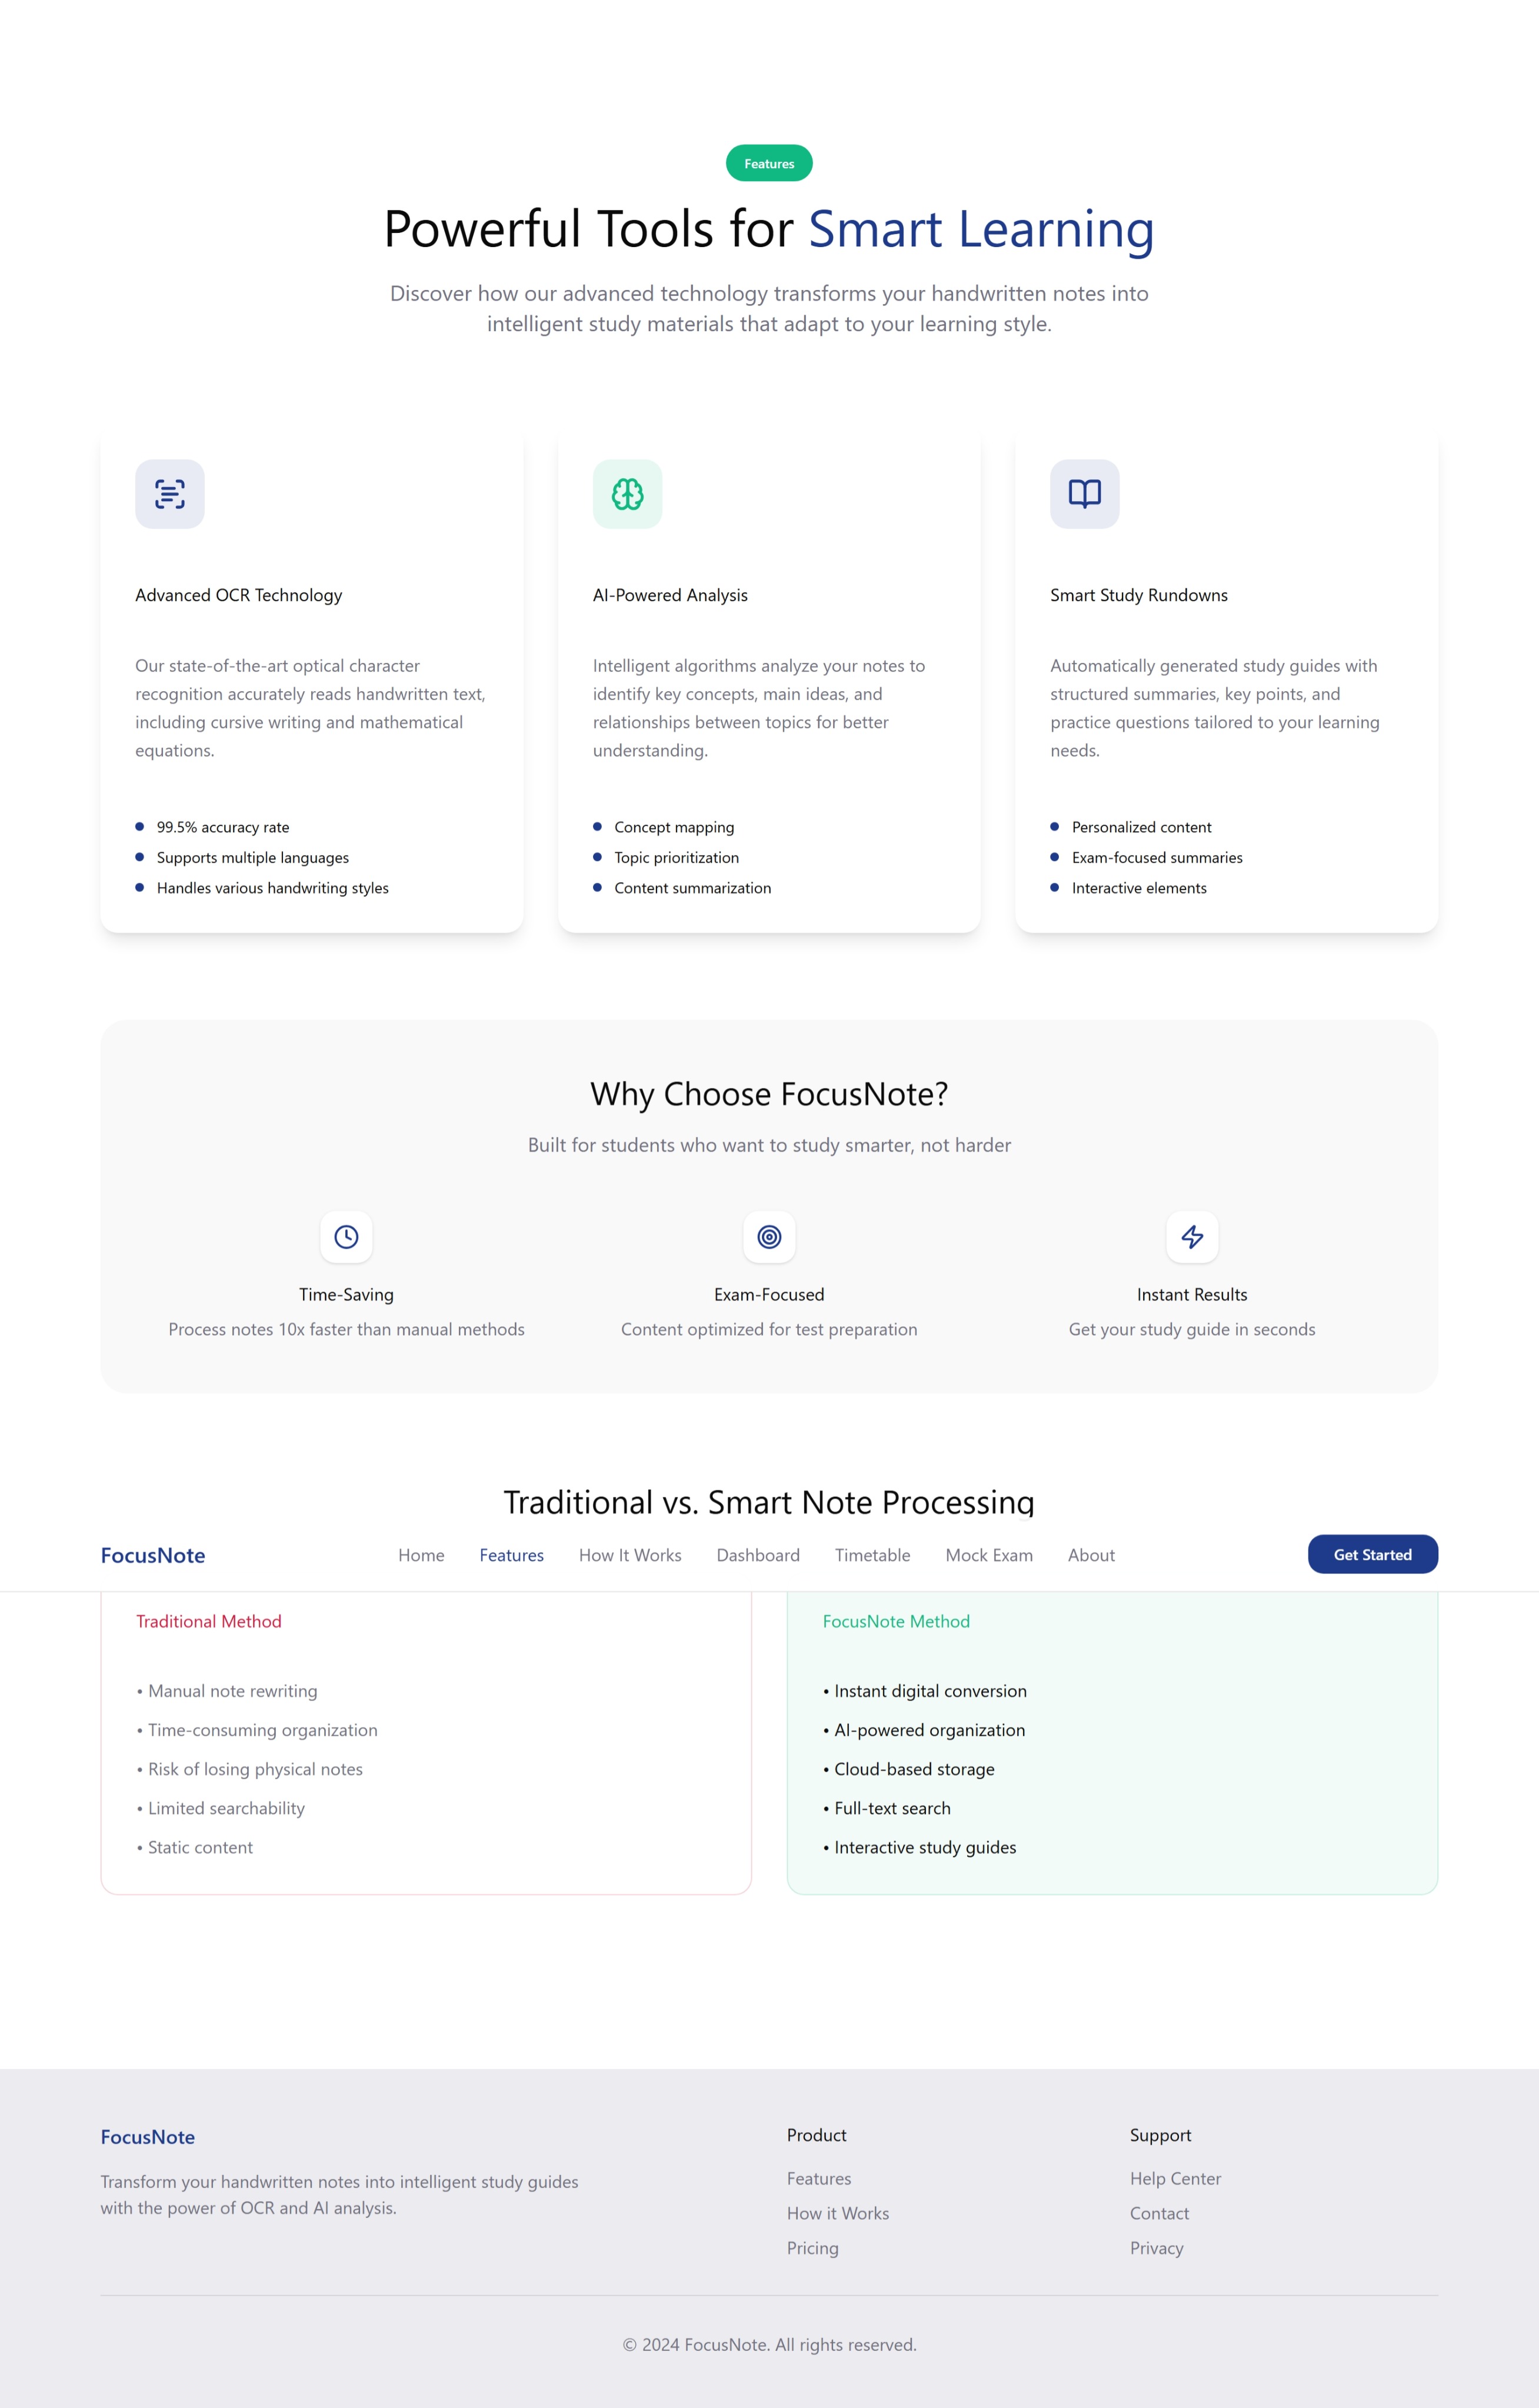 Features
Powerful Tools for Smart Learning
Discover how our advanced technology transforms your handwritten notes into
intelligent study materials that adapt to your learning style.
Advanced OCR Technology
Our state-of-the-art optical character
recognition accurately reads handwritten text,
including cursive writing and mathematical
equations.
99.5% accuracy rate
Supports multiple languages
Handles various handwriting styles
AI-Powered Analysis
Intelligent algorithms analyze your notes to
identify key concepts, main ideas, and
relationships between topics for better
understanding.
Concept mapping
Topic prioritization
Content summarization
Smart Study Rundowns
Automatically generated study guides with
structured summaries, key points, and
practice questions tailored to your learning
needs.
Personalized content
Exam-focused summaries
Interactive elements
Why Choose FocusNote?
Built for students who want to study smarter, not harder
Time-Saving
Process notes 10x faster than manual methods
Exam-Focused
Content optimized for test preparation
Instant Results
Get your study guide in seconds
Traditional vs. Smart Note Processing
FocusNote
Home
Features
How It Works
Dashboard
Timetable
Mock Exam
About
Get Started
Traditional Method
• Manual note rewriting
• Time-consuming organization
• Risk of losing physical notes
• Limited searchability
• Static content
FocusNote Method
• Instant digital conversion
• AI-powered organization
• Cloud-based storage
• Full-text search
• Interactive study guides
FocusNote
Transform your handwritten notes into intelligent study guides
with the power of OCR and AI analysis.
Product
Features
How it Works
Pricing
Support
Help Center
Contact
Privacy
© 2024 FocusNote. All rights reserved.